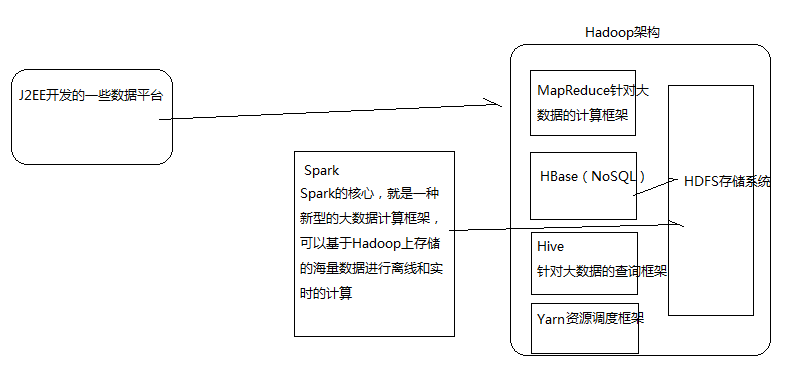 Hadoop架构
J2EE开发的一些数据平台
MapReduce针对大
数据的计算框架
Spark
Spark的核心，就是一种
新型的大数据计算框架，
可以基于Hadoop上存储
的海量数据进行离线和实
时的计算
HBase（NoSQL）
HDFS存储系统
Hive
针对大数据的查询框架
Yarn资源调度框架